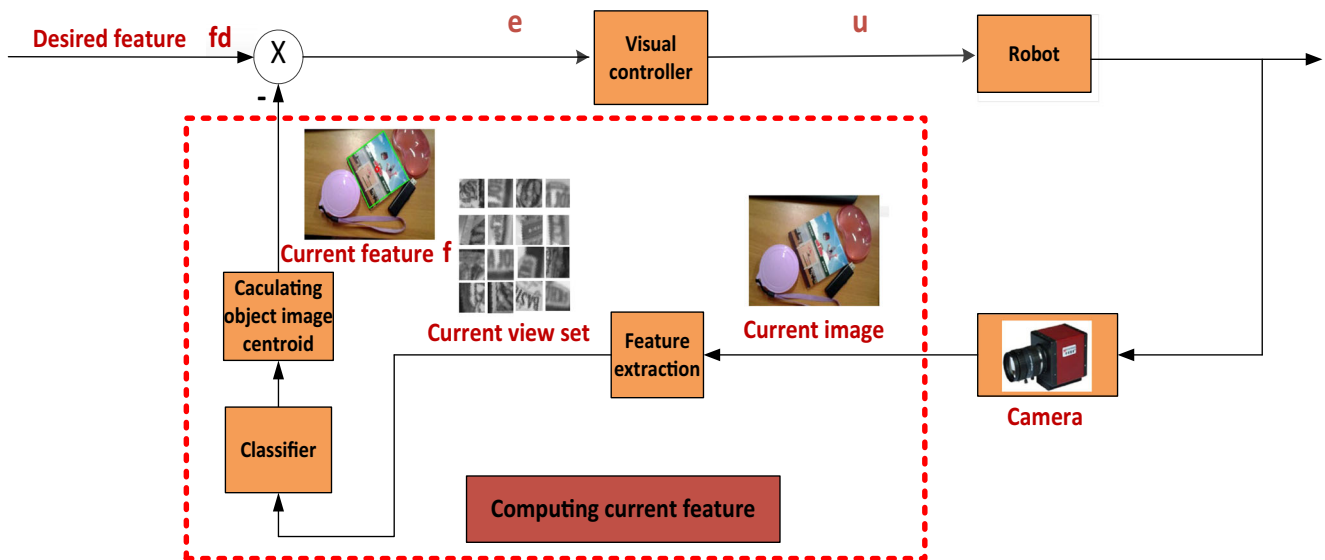 Desired feature fd
X
-
e
Visual
controller
u
Robot
Current feature f
Current view set
Current image
Caculating
object image
centroid
Feature
extraction
Camera
Classifier
Computing current feature